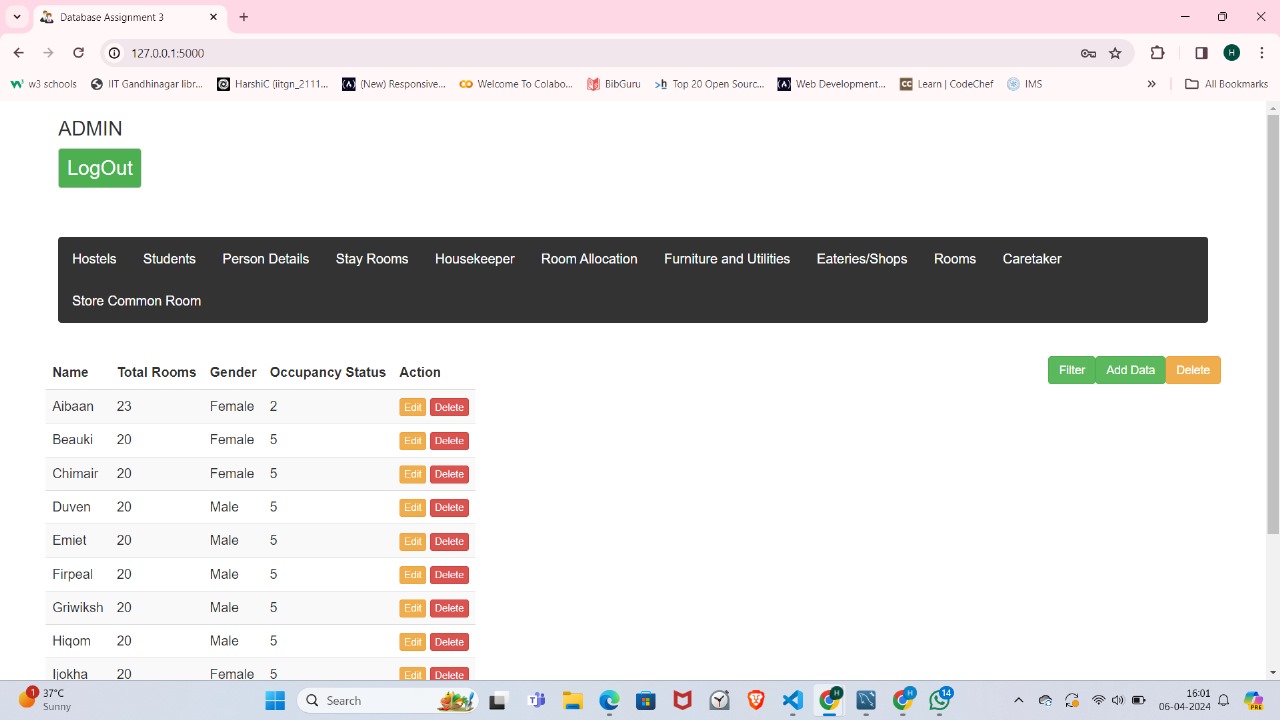 Database Assignment 3
127.0.0.1:5000
H
w3 schools
IIT Gandhinagar libr...
HarshiC (iitgn_2111...
(New) Responsive...
Welcome To Colabo...
BibGuru
Top 20 Open Sourc...
Web Development...
Learn | CodeChef
IMS
All Bookmarks
ADMIN
LogOut
Hostels Students Person Details Stay Rooms Housekeeper Room Allocation Furniture and Utilities Eateries/Shops Rooms Caretaker
Store Common Room
Filter Add Data Delete
Name Total Rooms Gender Occupancy Status Action
Aibaan 23 Female 2 Edit Delete
Beauki 20 Female 5 Edit Delete
Chimair 20 Female 5 Edit Delete
Duven 20 Male 5 Edit Delete
Emiet 20 Male 5 Edit Delete
Firpeal 20 Male 5 Edit Delete
Griwiksh 20 Male 5 Edit Delete
Hiqom 20 Male 5 Edit Delete
Ijokha 20 Female 5 Edit Delete
1
37°C
Sunny
Search
14
16:01
06-04-2024